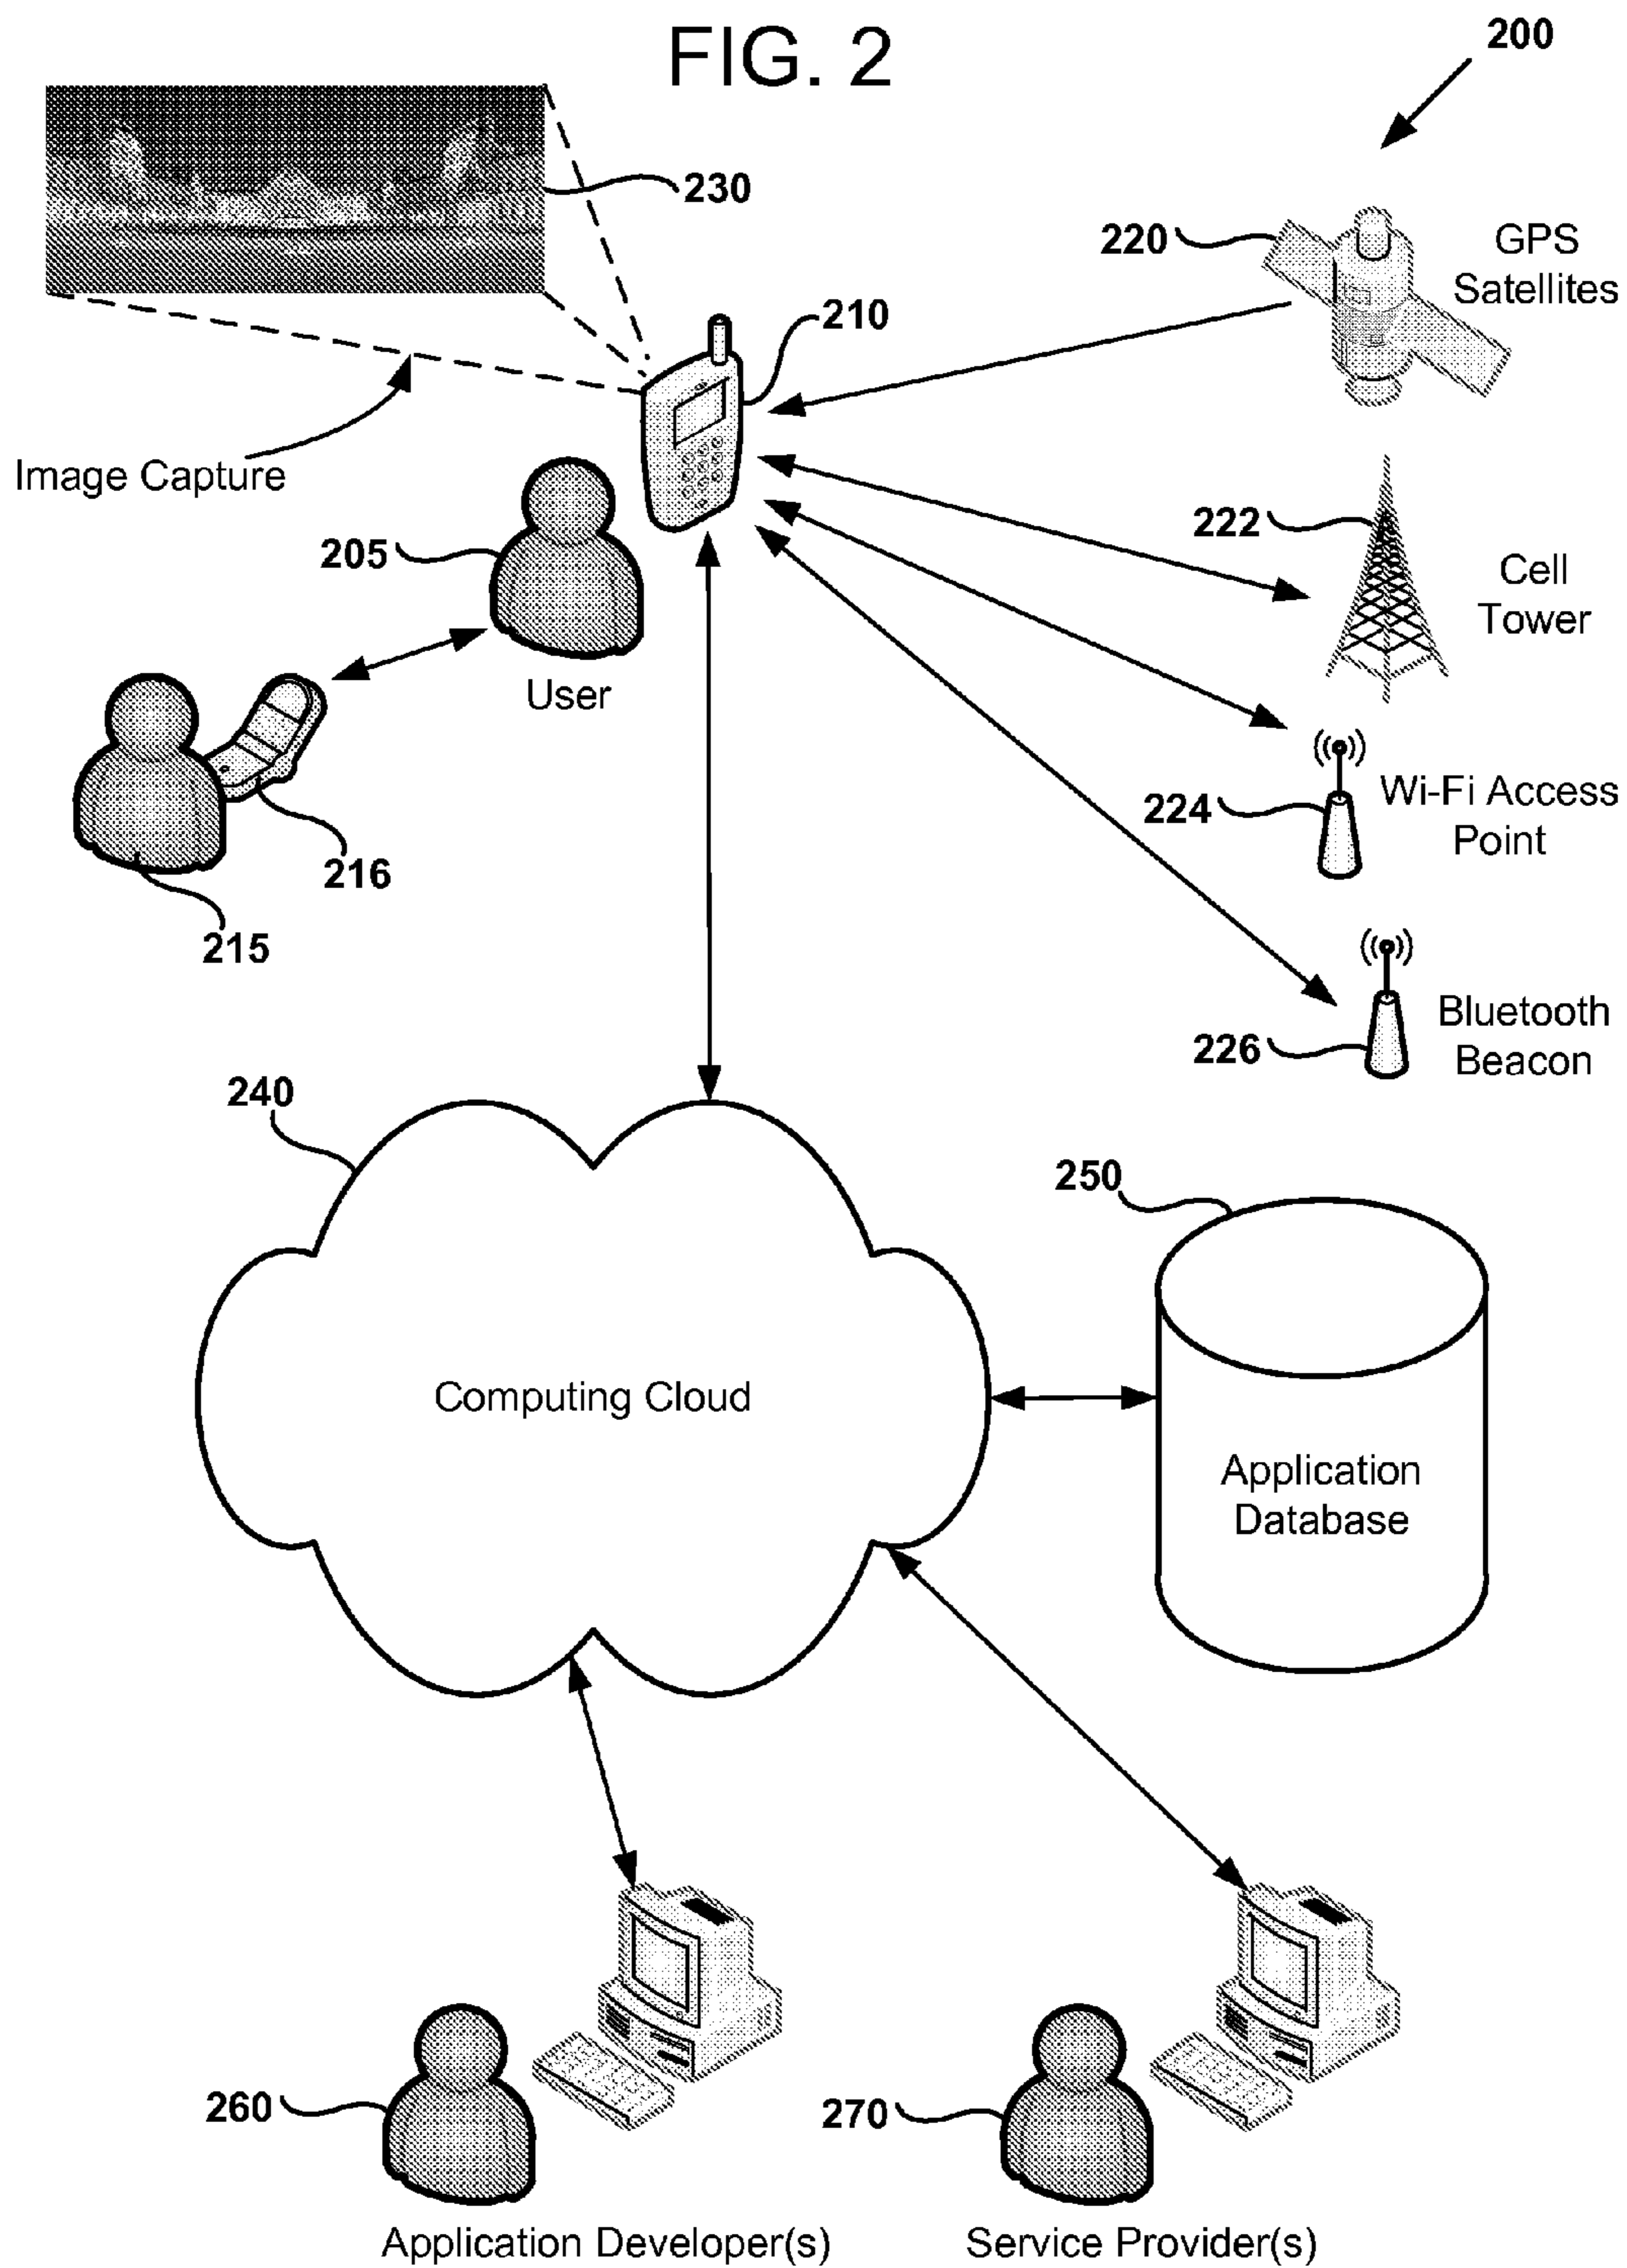 FIG. 2
200
230
220
GPS
Satellites
210
Image Capture
222
205
Cell
Tower
User
Wi-Fi Access
Point
224
216
215
Bluetooth
Beacon
226
240
250
Computing Cloud
Application
Database
260
270
Application Developer(s)
Service Provider(s)